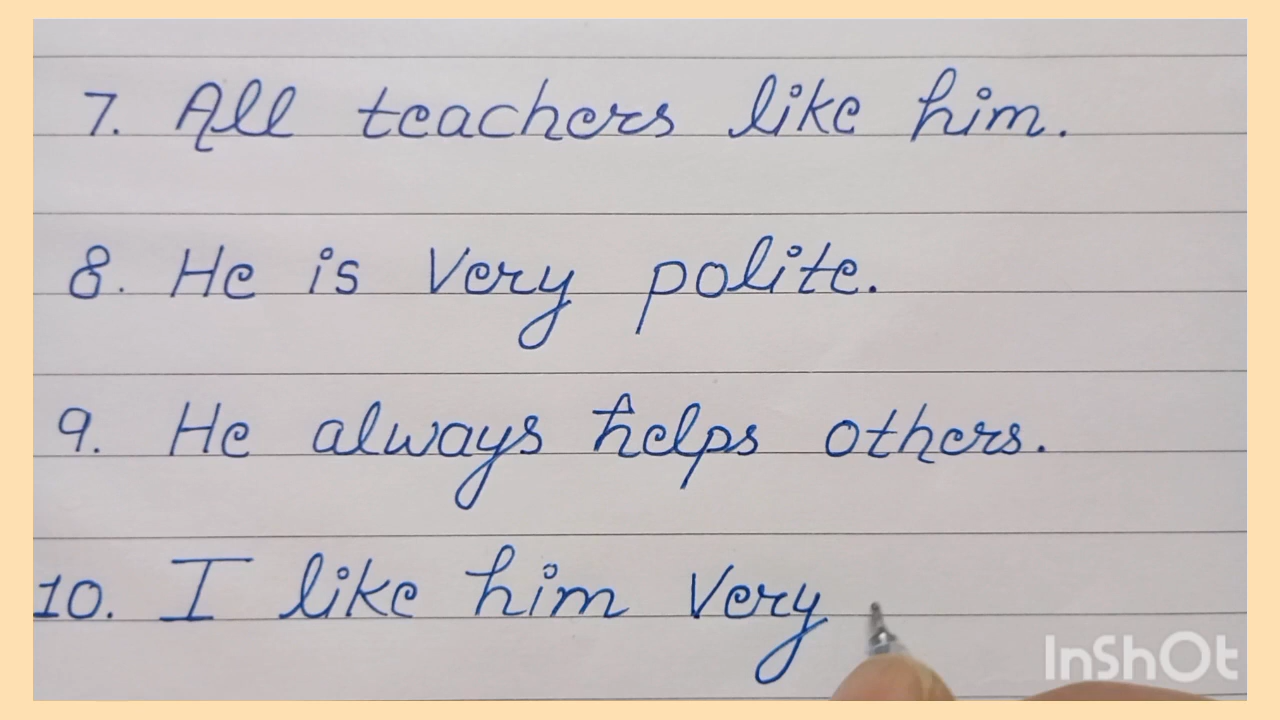 7. All teachers like him.
8. He is very polite.
9. He always helps others.
10. I like him very
InShOt